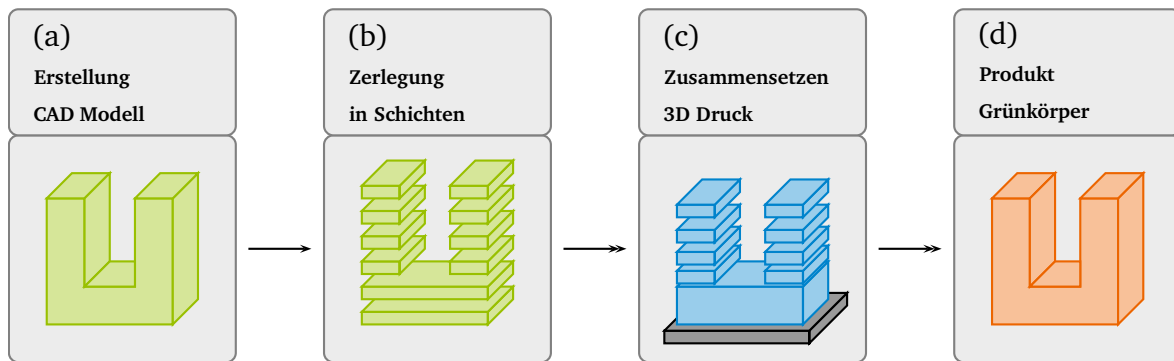 (a)
Erstellung
CAD Modell
(b)
Zerlegung
in Schichten
(c)
Zusammensetzen
3D Druck
(d)
Produkt
Grünkörper